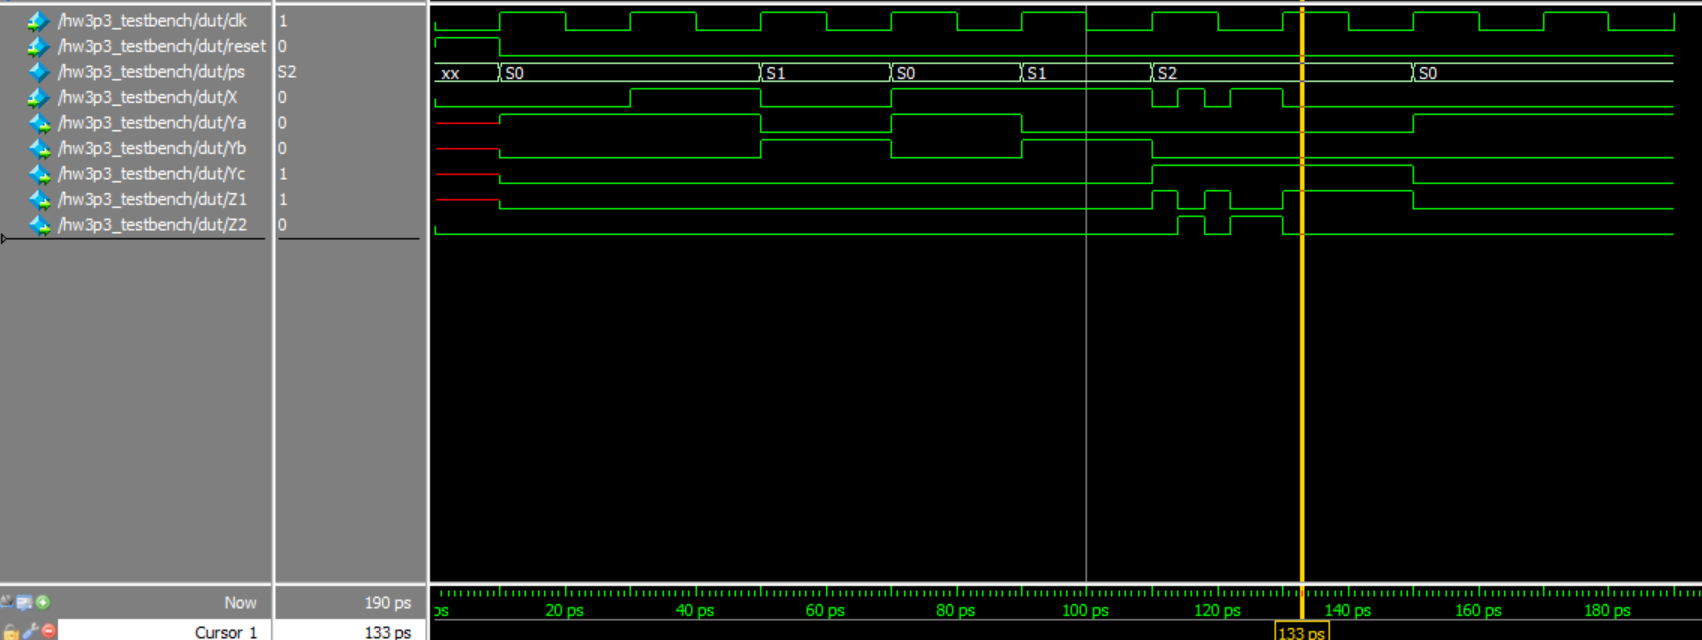 /hw3p3_testbench/dut/clk 1
/hw3p3_testbench/dut/reset 0
/hw3p3_testbench/dut/ps S2 xx S0 S1 S0 S1 S2 S0
/hw3p3_testbench/dut/X 0
/hw3p3_testbench/dut/Ya 0
/hw3p3_testbench/dut/Yb 0
/hw3p3_testbench/dut/Yc 1
/hw3p3_testbench/dut/Z1 1
/hw3p3_testbench/dut/Z2 0
Now 190 ps ps 20 ps 40 ps 60 ps 80 ps 100 ps 120 ps 140 ps 160 ps 180 ps
Cursor 1 133 ps 133 ps